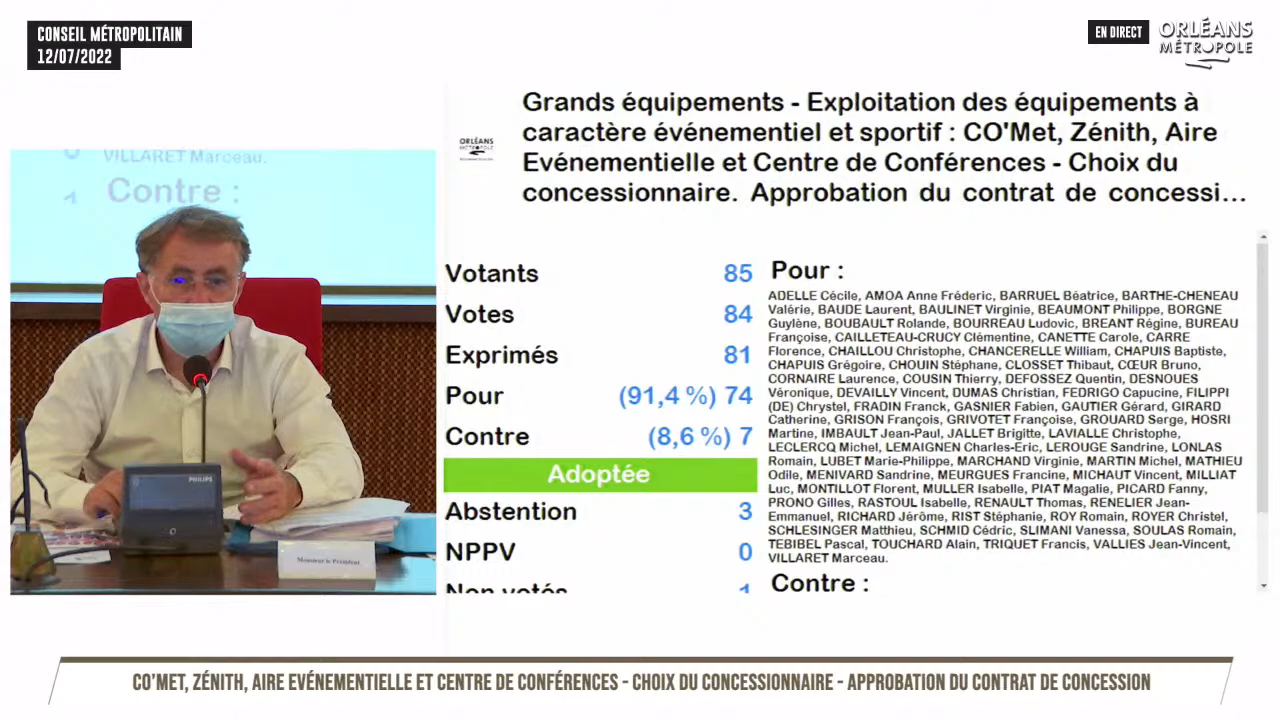 CONSEIL MÉTROPOLITAIN
12/07/2022
EN DIRECT
ORLÉANS
MÉTROPOLE
VILLARET Marceau.
Contre :
PHILIPS
Monsieur le Président
ORLÉANS
MÉTROPOLE
Grands équipements - Exploitation des équipements à
caractère événementiel et sportif : CO'Met, Zénith, Aire
Evénementielle et Centre de Conférences - Choix du
concessionnaire. Approbation du contrat de concessi...
Votants 85
Votes 84
Exprimés 81
Pour (91,4 %) 74
Contre (8,6 %) 7
Adoptée
Abstention 3
NPPV 0
Non votés 1
Pour :
ADELLE Cécile, AMOA Anne Fréderic, BARRUEL Béatrice, BARTHE-CHENEAU
Valérie, BAUDE Laurent, BAULINET Virginie, BEAUMONT Philippe, BORGNE
Guylène, BOUBAULT Rolande, BOURREAU Ludovic, BREANT Régine, BUREAU
Françoise, CAILLETEAU-CRUCY Clémentine, CANETTE Carole, CARRE
Florence, CHAILLOU Christophe, CHANCERELLE William, CHAPUIS Baptiste,
CHAPUIS Grégoire, CHOUIN Stéphane, CLOSSET Thibaut, CŒUR Bruno,
CORNAIRE Laurence, COUSIN Thierry, DEFOSSEZ Quentin, DESNOUES
Véronique, DEVAILLY Vincent, DUMAS Christian, FEDRIGO Capucine, FILIPPI
(DE) Chrystel, FRADIN Franck, GASNIER Fabien, GAUTIER Gérard, GIRARD
Catherine, GRISON François, GRIVOTET Françoise, GROUARD Serge, HOSRI
Martine, IMBAULT Jean-Paul, JALLET Brigitte, LAVIALLE Christophe,
LECLERCQ Michel, LEMAIGNEN Charles-Eric, LEROUGE Sandrine, LONLAS
Romain, LUBET Marie-Philippe, MARCHAND Virginie, MARTIN Michel, MATHIEU
Odile, MENIVARD Sandrine, MEURGUES Francine, MICHAUT Vincent, MILLIAT
Luc, MONTILLOT Florent, MULLER Isabelle, PIAT Magalie, PICARD Fanny,
PRONO Gilles, RASTOUL Isabelle, RENAULT Thomas, RENELIER Jean-
Emmanuel, RICHARD Jérôme, RIST Stéphanie, ROY Romain, ROYER Christel,
SCHLESINGER Matthieu, SCHMID Cédric, SLIMANI Vanessa, SOULAS Romain,
TEBIBEL Pascal, TOUCHARD Alain, TRIQUET Francis, VALLIES Jean-Vincent,
VILLARET Marceau.
Contre :
CO'MET, ZÉNITH, AIRE EVÉNEMENTIELLE ET CENTRE DE CONFÉRENCES - CHOIX DU CONCESSIONNAIRE - APPROBATION DU CONTRAT DE CONCESSION